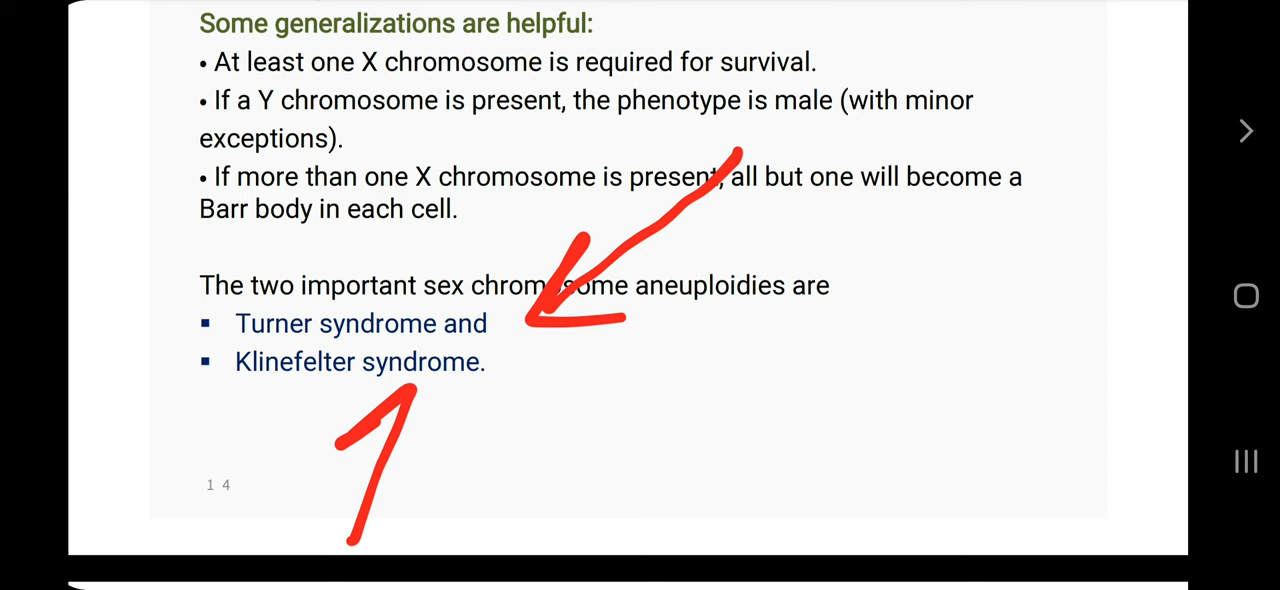 Some generalizations are helpful:
• At least one X chromosome is required for survival.
• If a Y chromosome is present, the phenotype is male (with minor
exceptions).
• If more than one X chromosome is present, all but one will become a
Barr body in each cell.
The two important sex chromosome aneuploidies are
▪ Turner syndrome and
▪ Klinefelter syndrome.
1 4